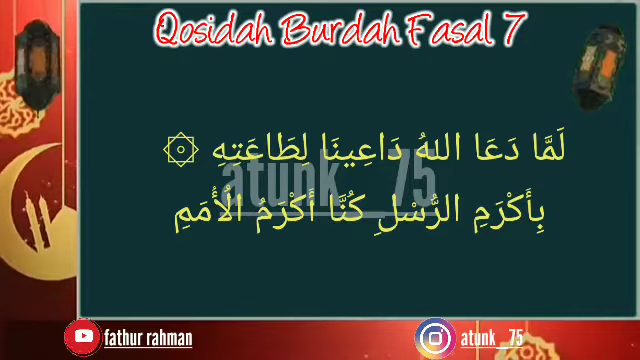 Qosidah Burdah Fasal 7
لَمَّا دَعَا اللهُ دَاعِينَا لِطَاعَتِهِ ۞
atunk_75
بِأَكْرَمِ الرُّسْلِ كُنَّا أَكْرَمُ الْأُمَمِ
fathur rahman
atunk_75